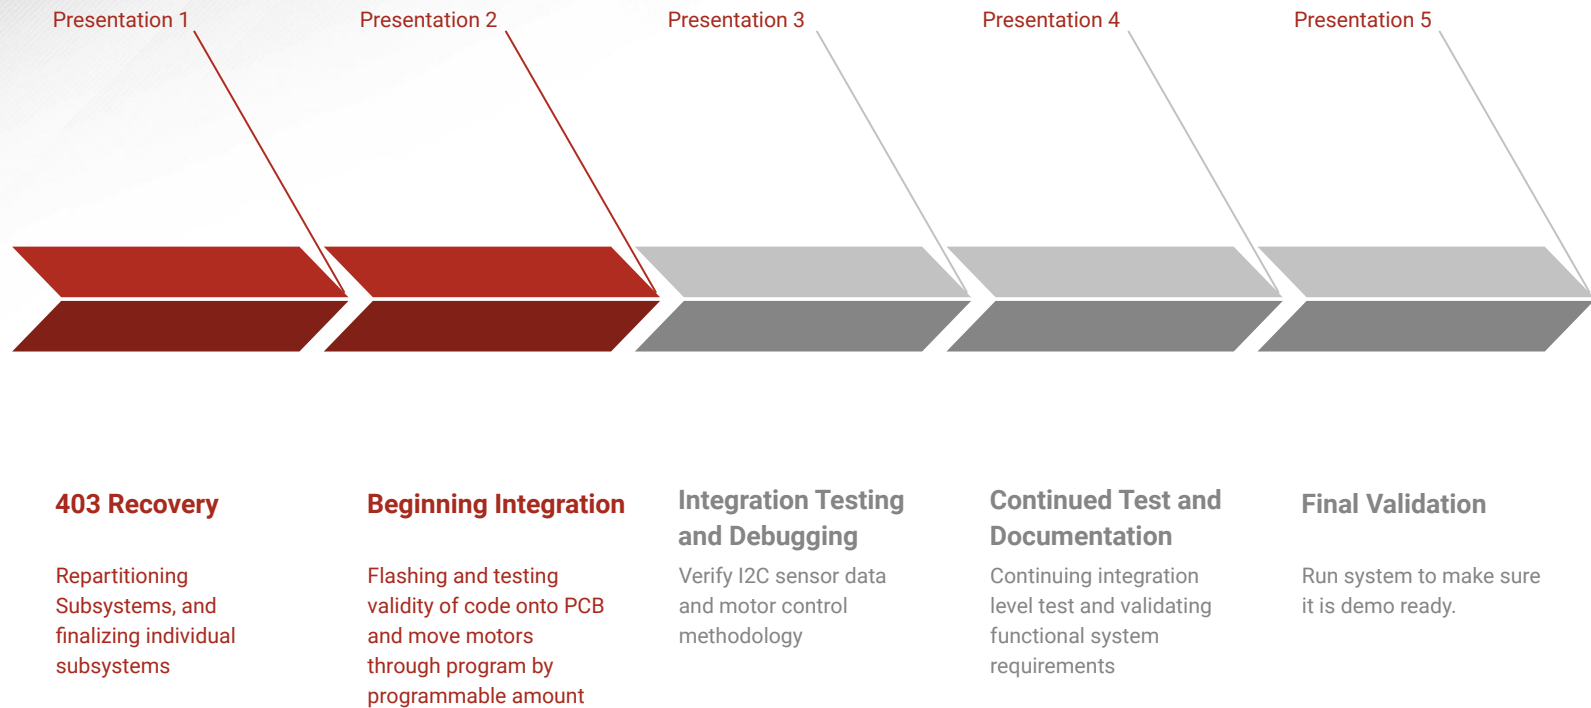 Presentation 1
Presentation 2
Presentation 3
Presentation 4
Presentation 5
403 Recovery
Repartitioning
Subsystems, and
finalizing individual
subsystems
Beginning Integration
Flashing and testing
validity of code onto PCB
and move motors
through program by
programmable amount
Integration Testing
and Debugging
Verify I2C sensor data
and motor control
methodology
Continued Test and
Documentation
Continuing integration
level test and validating
functional system
requirements
Final Validation
Run system to make sure
it is demo ready.